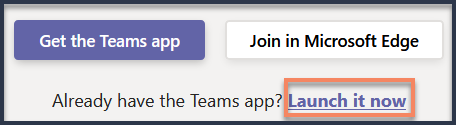 Get the Teams app Join in Microsoft Edge
Already have the Teams app? Launch it now